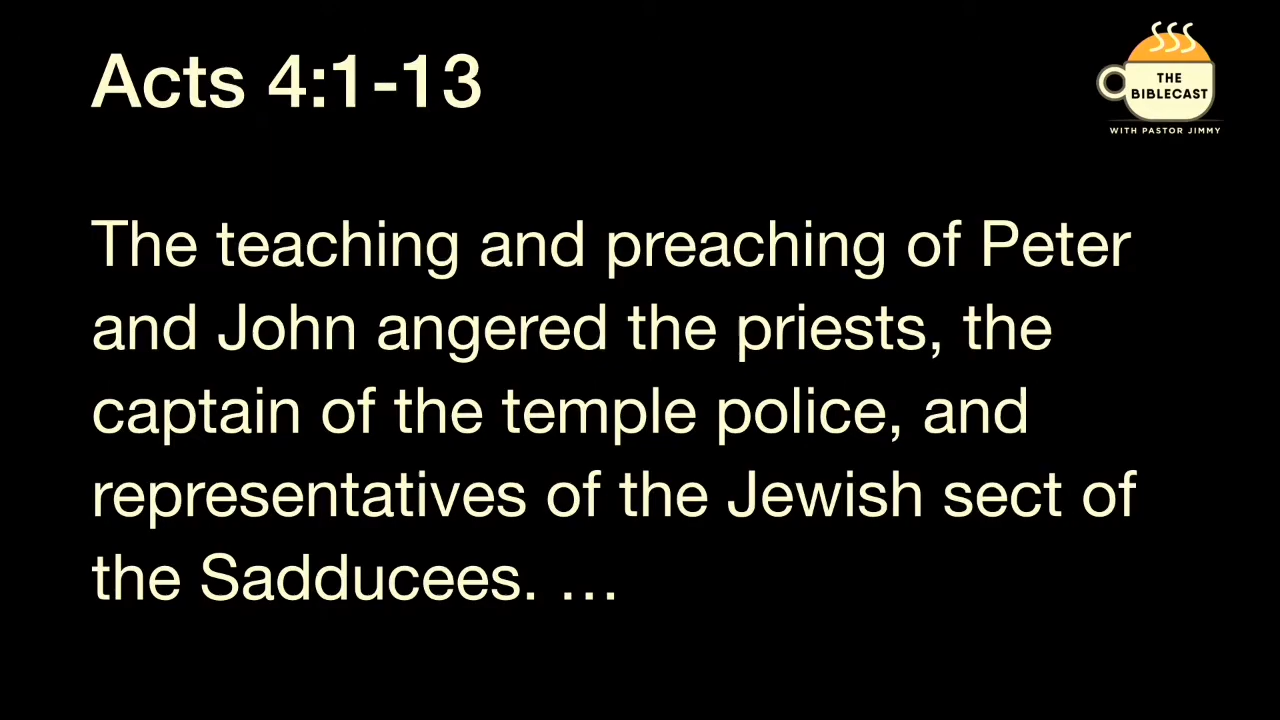 Acts 4:1-13
THE
BIBLECAST
WITH PASTOR JIMMY
The teaching and preaching of Peter
and John angered the priests, the
captain of the temple police, and
representatives of the Jewish sect of
the Sadducees. …